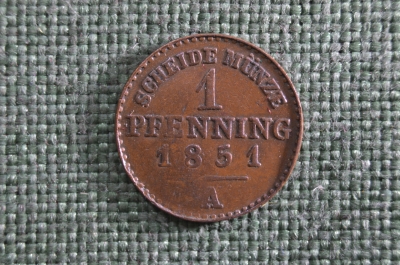 SCHEIDE MÜNZE
1
PFENNING
1851
A